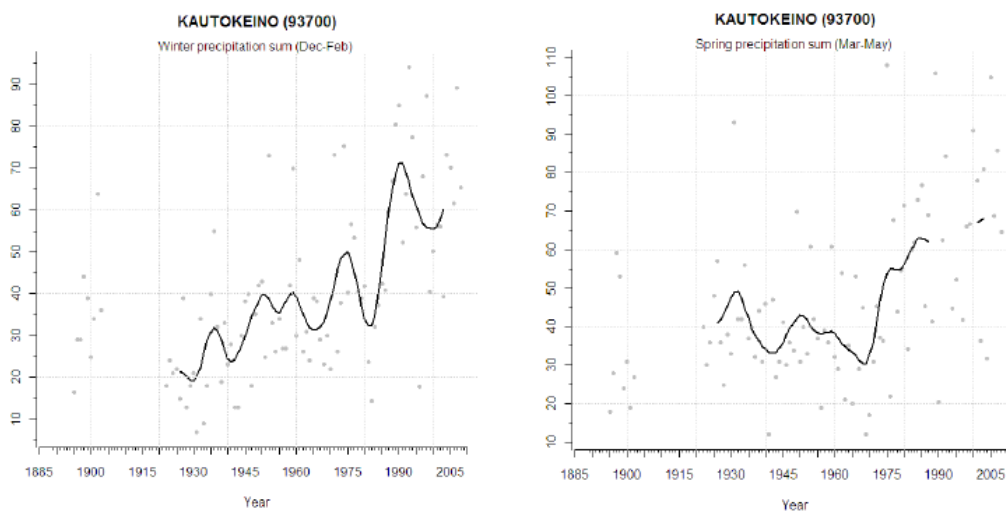 KAUTOKEINO (93700)
Winter precipitation sum (Dec-Feb)
90
80
70
60
50
40
30
20
10
1885 1900 1915 1930 1945 1960 1975 1990 2005
Year
KAUTOKEINO (93700)
Spring precipitation sum (Mar-May)
110
100
90
80
70
60
50
40
30
20
10
1885 1900 1915 1930 1945 1960 1975 1990 2005
Year